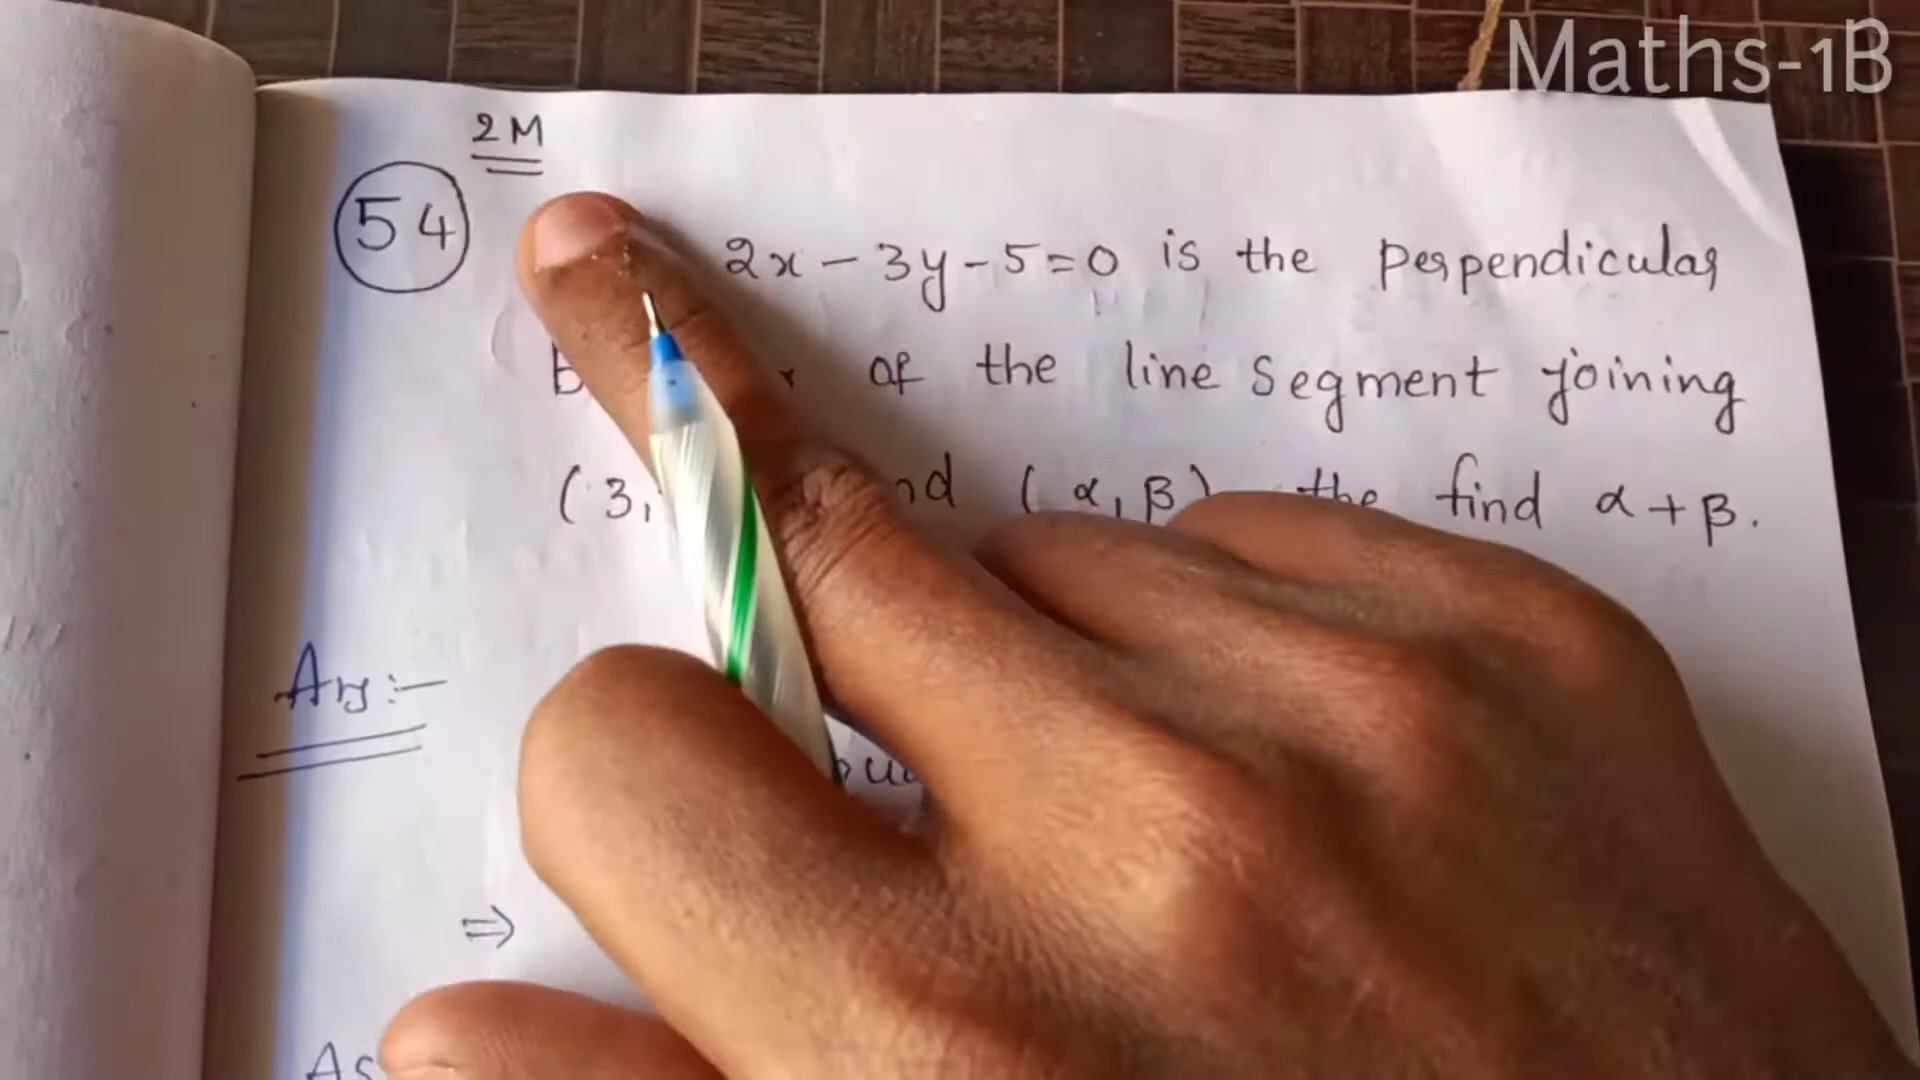 Maths-1B
2M
54
2x - 3y - 5 = 0 is the perpendicular
of the line segment joining
(3, (α, β) the find α + β.
Ans:-
⇒